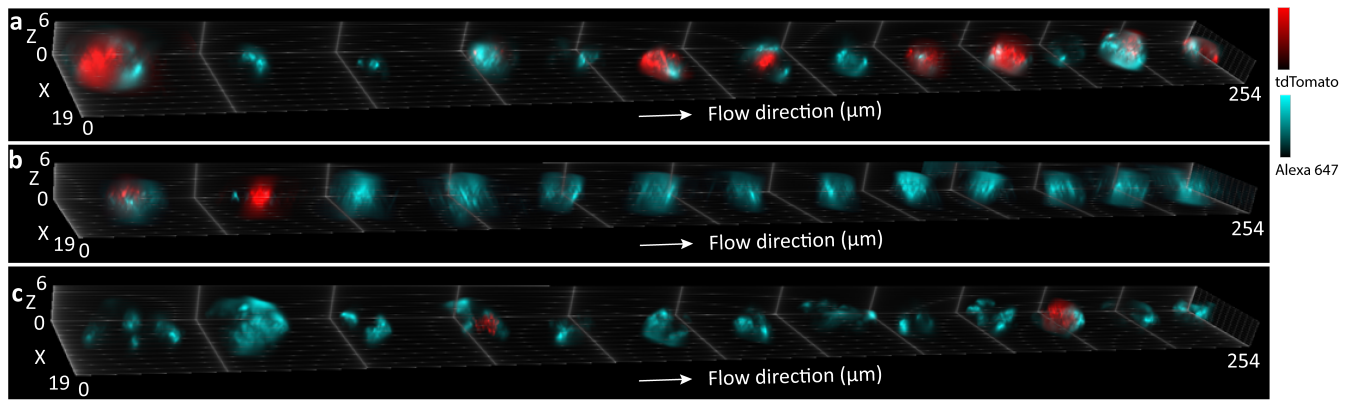 a
6
Z
0
X
19
0
Flow direction (µm)
254
tdTomato
Alexa 647
b
6
Z
0
X
19
0
Flow direction (µm)
254
c
6
Z
0
X
19
0
Flow direction (µm)
254